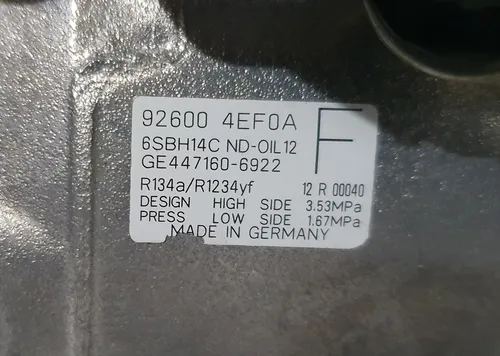 92600 4EF0A
F
6SBH14C ND-OIL12
GE447160-6922
R134a/R1234yf 12 R 00040
DESIGN HIGH SIDE 3.53MPa
PRESS LOW SIDE 1.67MPa
MADE IN GERMANY